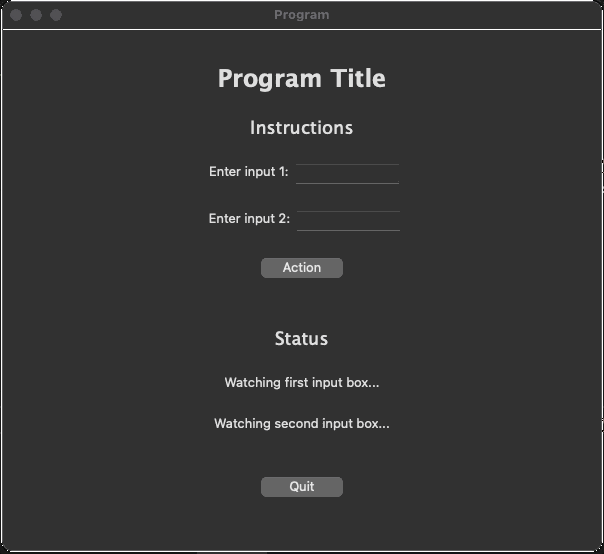 Program
Program Title
Instructions
Enter input 1:
Enter input 2:
Action
Status
Watching first input box...
Watching second input box...
Quit